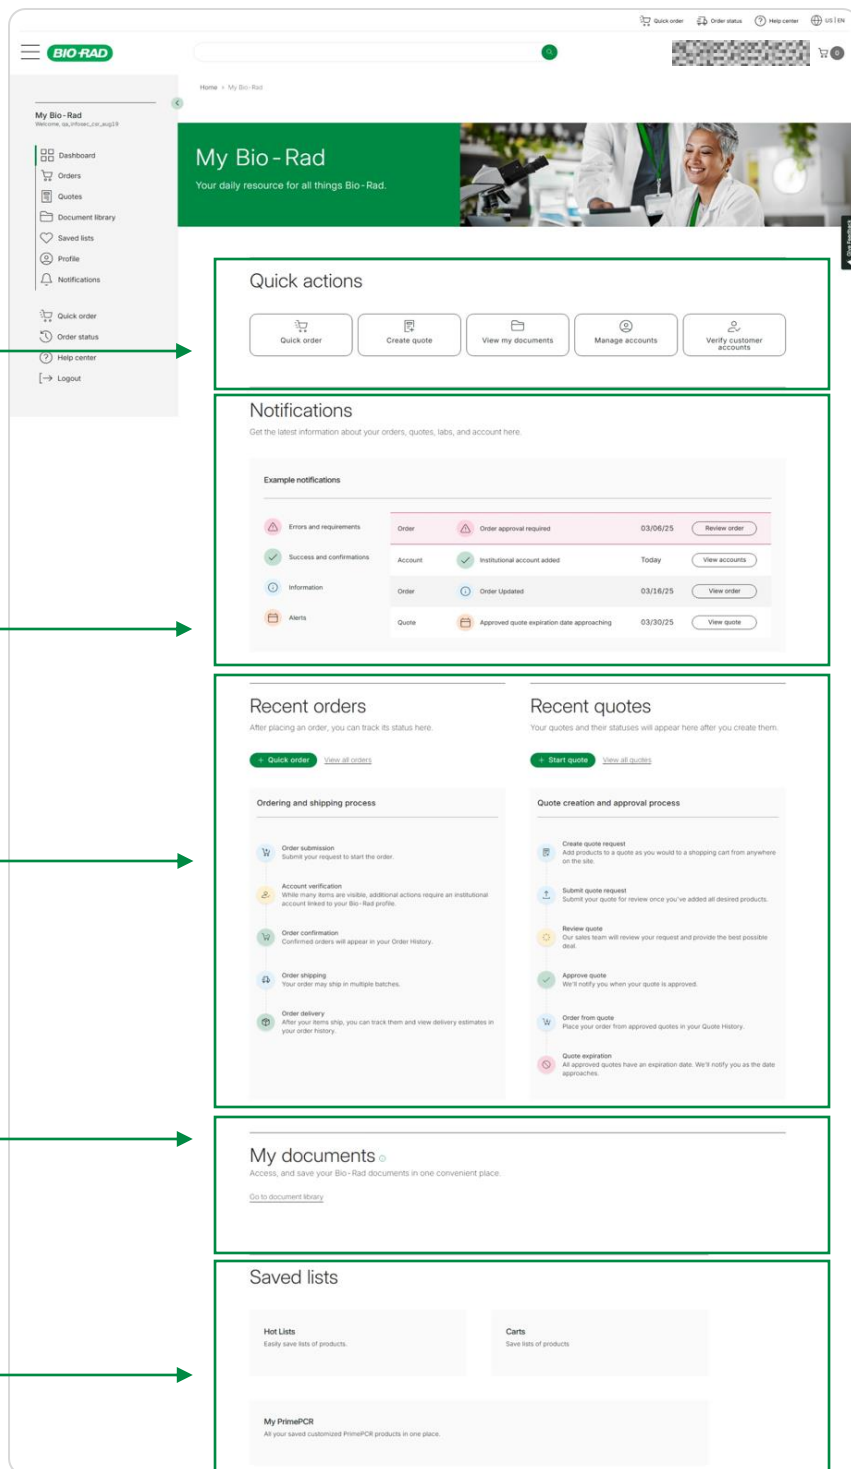 Quick order Order status Help center US | EN
BIO-RAD
0
Home > My Bio-Rad
My Bio-Rad
Welcome, qa_infosec_csr_aug19
Dashboard
Orders
Quotes
Document library
Saved lists
Profile
Notifications
Quick order
Order status
Help center
Logout
My Bio-Rad
Your daily resource for all things Bio-Rad.
Give Feedback
Quick actions
Quick order
Create quote
View my documents
Manage accounts
Verify customer
accounts
Notifications
Get the latest information about your orders, quotes, labs, and account here.
Example notifications
Errors and requirements
Success and confirmations
Information
Alerts
Order Order approval required 03/06/25 Review order
Account Institutional account added Today View accounts
Order Order Updated 03/16/25 View order
Quote Approved quote expiration date approaching 03/30/25 View quote
Recent orders
After placing an order, you can track its status here.
+ Quick order View all orders
Ordering and shipping process
Order submission
Submit your request to start the order.
Account verification
While many items are visible, additional actions require an institutional
account linked to your Bio-Rad profile.
Order confirmation
Confirmed orders will appear in your Order History.
Order shipping
Your order may ship in multiple batches.
Order delivery
After your items ship, you can track them and view delivery estimates in
your order history.
Recent quotes
Your quotes and their statuses will appear here after you create them.
+ Start quote View all quotes
Quote creation and approval process
Create quote request
Add products to a quote as you would to a shopping cart from anywhere
on the site.
Submit quote request
Submit your quote for review once you've added all desired products.
Review quote
Our sales team will review your request and provide the best possible
deal.
Approve quote
We'll notify you when your quote is approved.
Order from quote
Place your order from approved quotes in your Quote History.
Quote expiration
All approved quotes have an expiration date. We'll notify you as the date
approaches.
My documents
Access, and save your Bio-Rad documents in one convenient place.
Go to document library
Saved lists
Hot Lists
Easily save lists of products.
Carts
Save lists of products
My PrimePCR
All your saved customized PrimePCR products in one place.